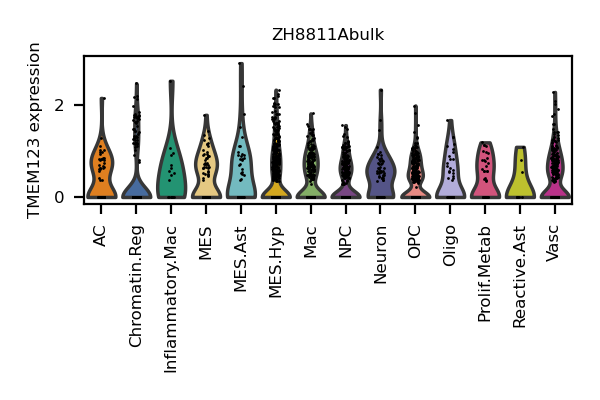 ZH8811Abulk
TMEM123 expression
2
0
AC
Chromatin.Reg
Inflammatory.Mac
MES
MES.Ast
MES.Hyp
Mac
NPC
Neuron
OPC
Oligo
Prolif.Metab
Reactive.Ast
Vasc